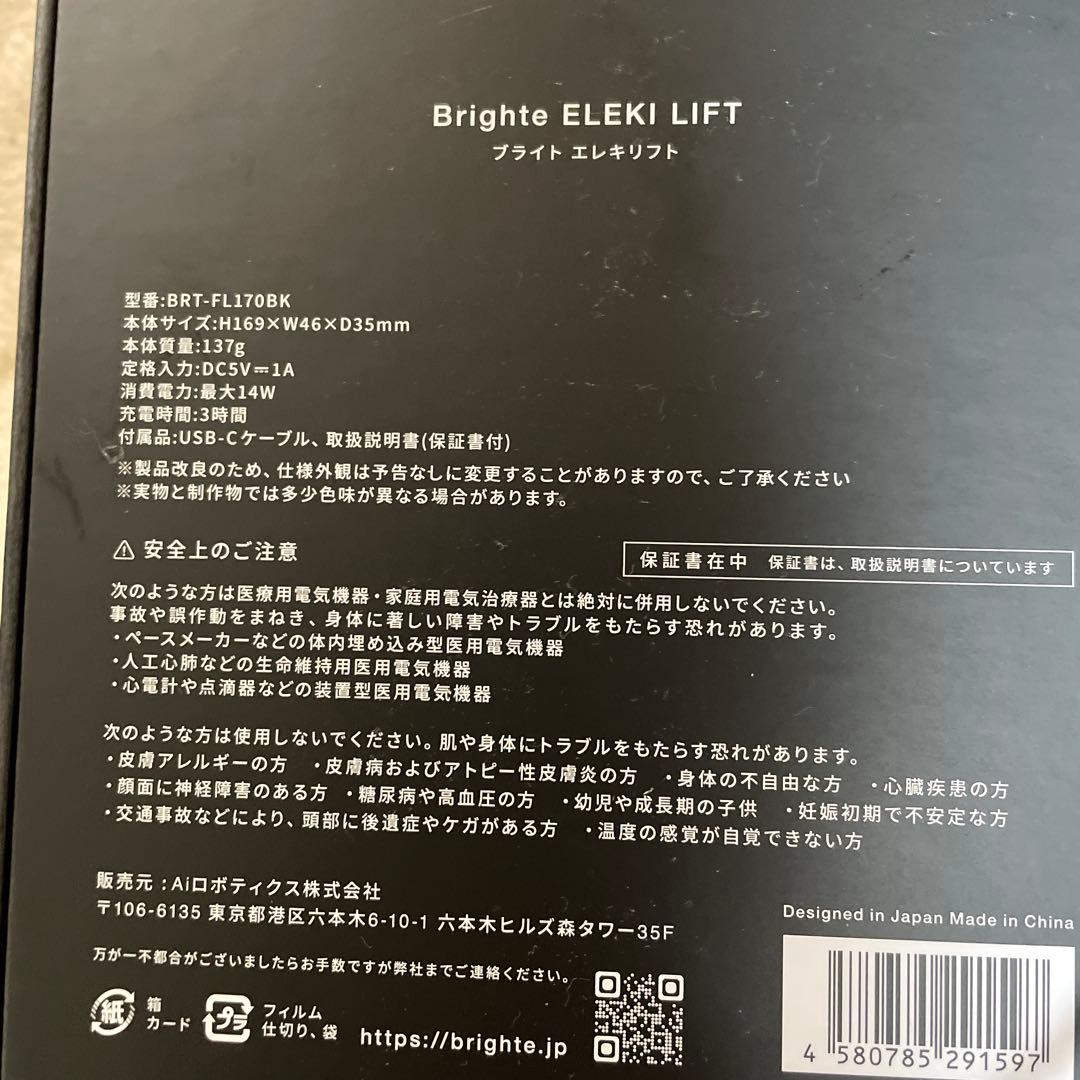 Brighte ELEKI LIFT
ブライト エレキリフト
型番:BRT-FL170BK
本体サイズ:H169×W46×D35mm
本体質量:137g
定格入力:DC5V⎓1A
消費電力:最大14W
充電時間:3時間
付属品:USB-Cケーブル、取扱説明書(保証書付)
※製品改良のため、仕様外観は予告なしに変更することがありますので、ご了承ください
※実物と制作物では多少色味が異なる場合があります。
⚠ 安全上のご注意
保証書在中 保証書は、取扱説明書についています
次のような方は医療用電気機器・家庭用電気治療器とは絶対に併用しないでください。
事故や誤作動をまねき、身体に著しい障害やトラブルをもたらす恐れがあります。
・ペースメーカーなどの体内埋め込み型医用電気機器
・人工心肺などの生命維持用医用電気機器
・心電計や点滴器などの装置型医用電気機器
次のような方は使用しないでください。肌や身体にトラブルをもたらす恐れがあります。
・皮膚アレルギーの方 ・皮膚病およびアトピー性皮膚炎の方 ・身体の不自由な方 ・心臓疾患の方
・顔面に神経障害のある方 ・糖尿病や高血圧の方 ・幼児や成長期の子供 ・妊娠初期で不安定な方
・交通事故などにより、頭部に後遺症やケガがある方 ・温度の感覚が自覚できない方
販売元:Aiロボティクス株式会社
〒106-6135 東京都港区六本木6-10-1 六本木ヒルズ森タワー35F
Designed in Japan Made in China
万が一不都合がございましたらお手数ですが弊社までご連絡ください。
紙 箱
カード
プラ フィルム
仕切り、袋
https://brighte.jp
4 580785 291597